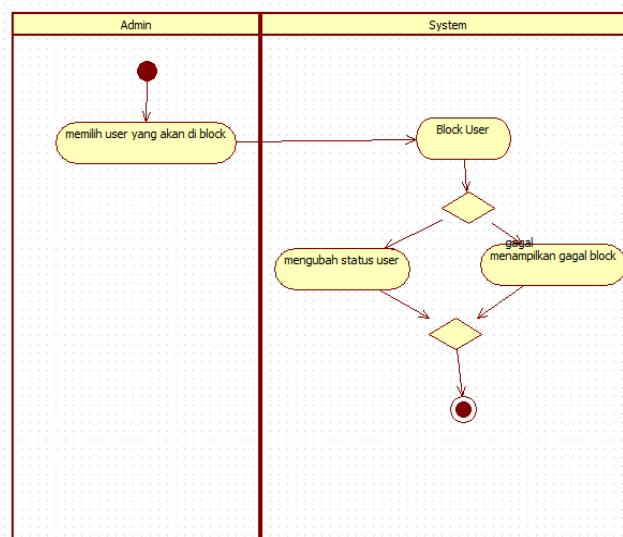 Admin
System
memilih user yang akan di block
Block User
gagal
mengubah status user
menampilkan gagal block